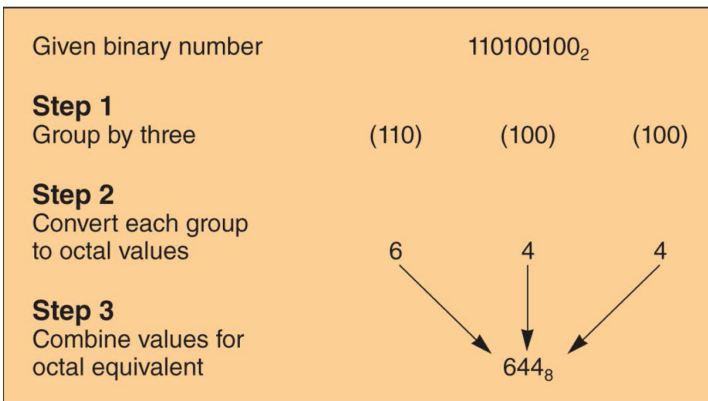 Given binary number 110100100₂
Step 1
Group by three (110) (100) (100)
Step 2
Convert each group
to octal values 6 4 4
Step 3
Combine values for
octal equivalent 644₈